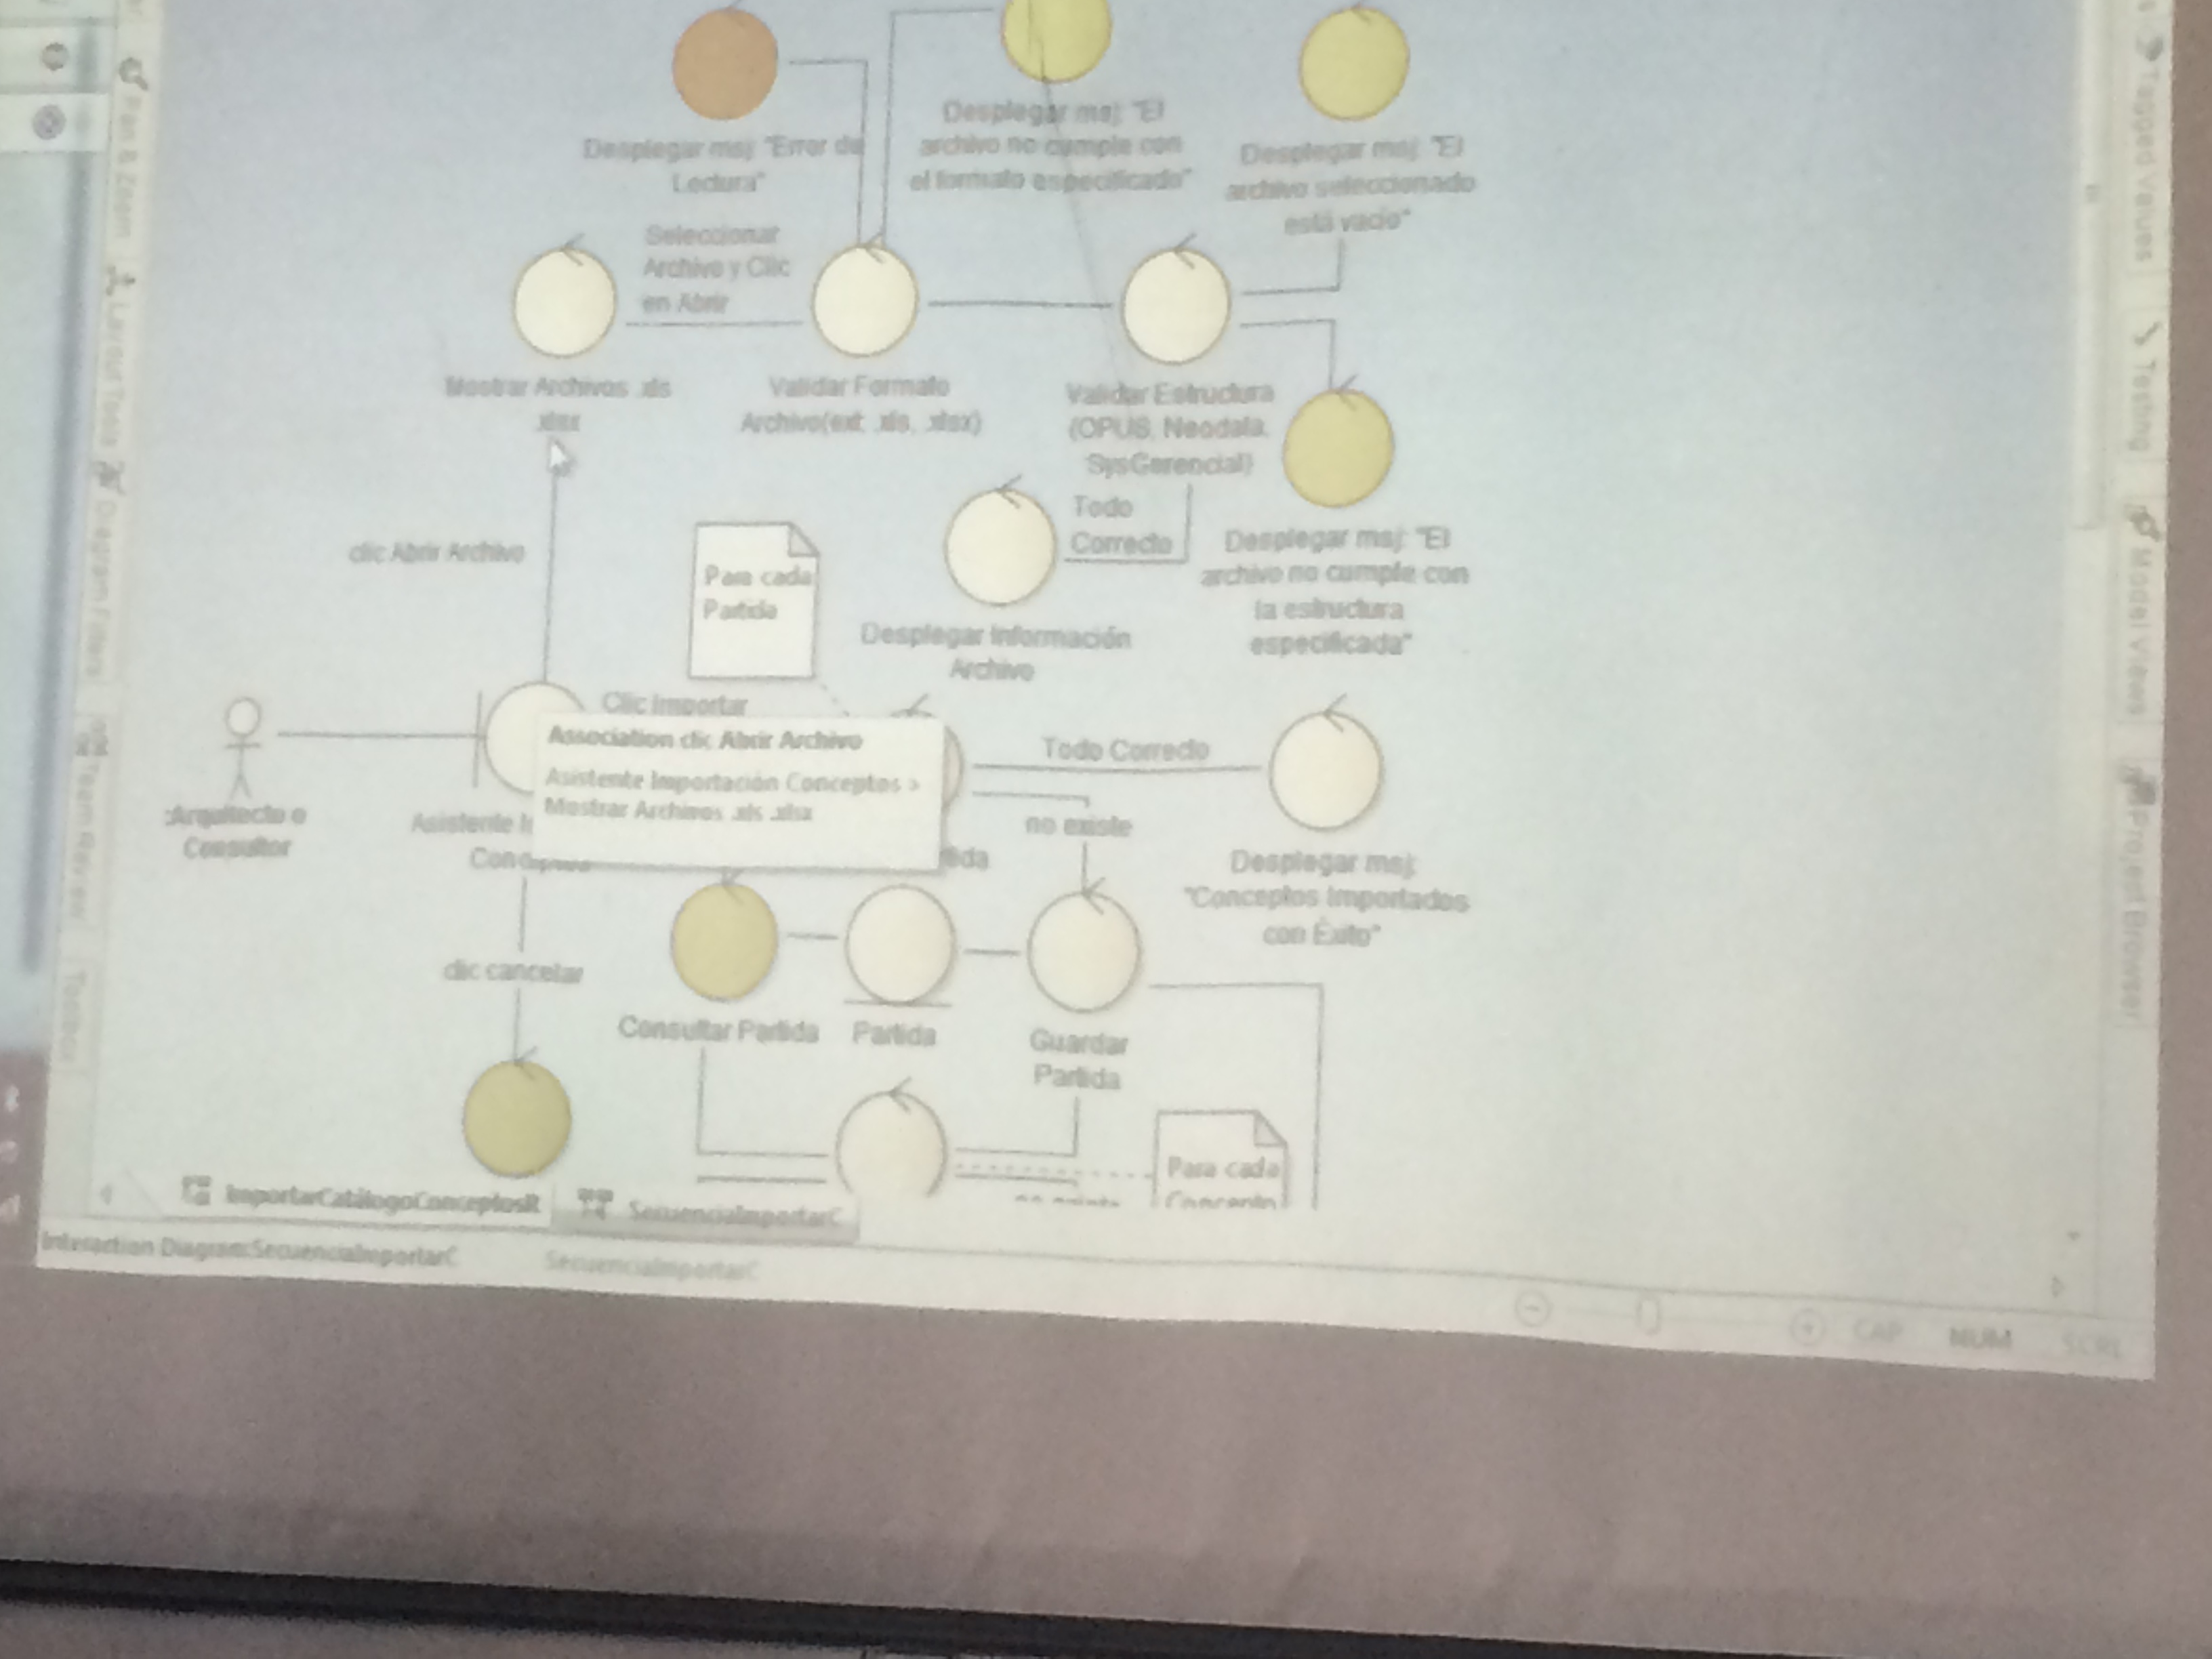 Desplegar msj: "Error de
Lectura"
Desplegar msj: "El
archivo no cumple con
el formato especificado"
Desplegar msj: "El
archivo seleccionado
está vacío"
Seleccionar
Archivo y Clic
en Abrir
Mostrar Archivos .xls
.xlsx
Validar Formato
Archivo(ext. .xls, .xlsx)
Validar Estructura
(OPUS, Neodata,
SysGerencial)
Todo
Correcto
Desplegar msj: "El
archivo no cumple con
la estructura
especificada"
clic Abrir Archivo
Para cada
Partida
Desplegar Información
Archivo
Clic Importar
Association clic Abrir Archivo
Asistente Importación Conceptos >
Mostrar Archivos .xls .xlsx
Todo Correcto
no existe
:Arquitecto o
Consultor
Asistente
Desplegar msj:
"Conceptos Importados
con Éxito"
clic cancelar
Consultar Partida
Partida
Guardar
Partida
Para cada
Concepto
no existe
ImportarCatálogoConceptosR
SecuenciaImportarC
Interaction Diagram:SecuenciaImportarC
SecuenciaImportarC
CAP NUM SCRL
Pan & Zoom
Layout Tools
Diagram Filters
Team Review
Toolbox
Tagged Values
Testing
Model Views
Project Browser